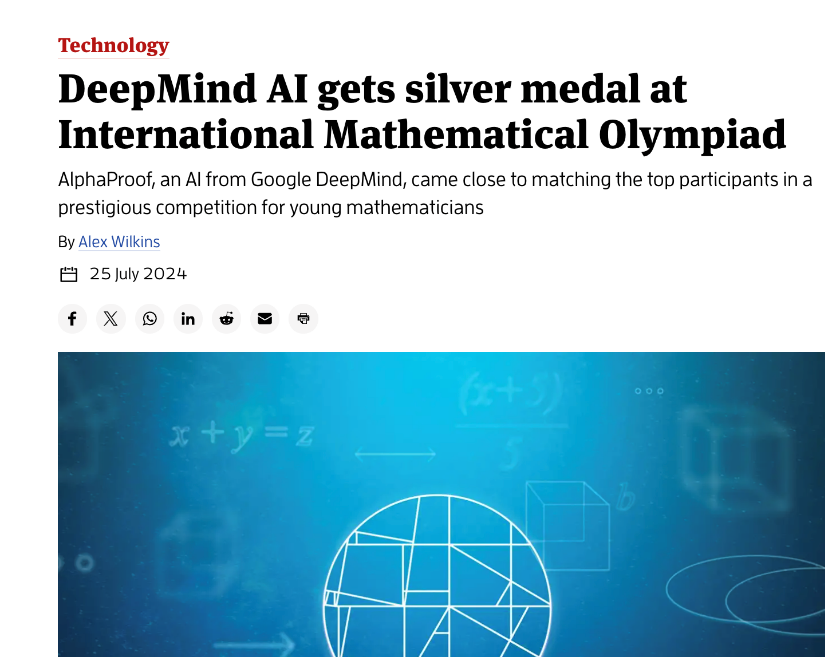 Technology
DeepMind AI gets silver medal at
International Mathematical Olympiad
AlphaProof, an AI from Google DeepMind, came close to matching the top participants in a
prestigious competition for young mathematicians
By Alex Wilkins
25 July 2024
x + y = z
(x+5)
5
b